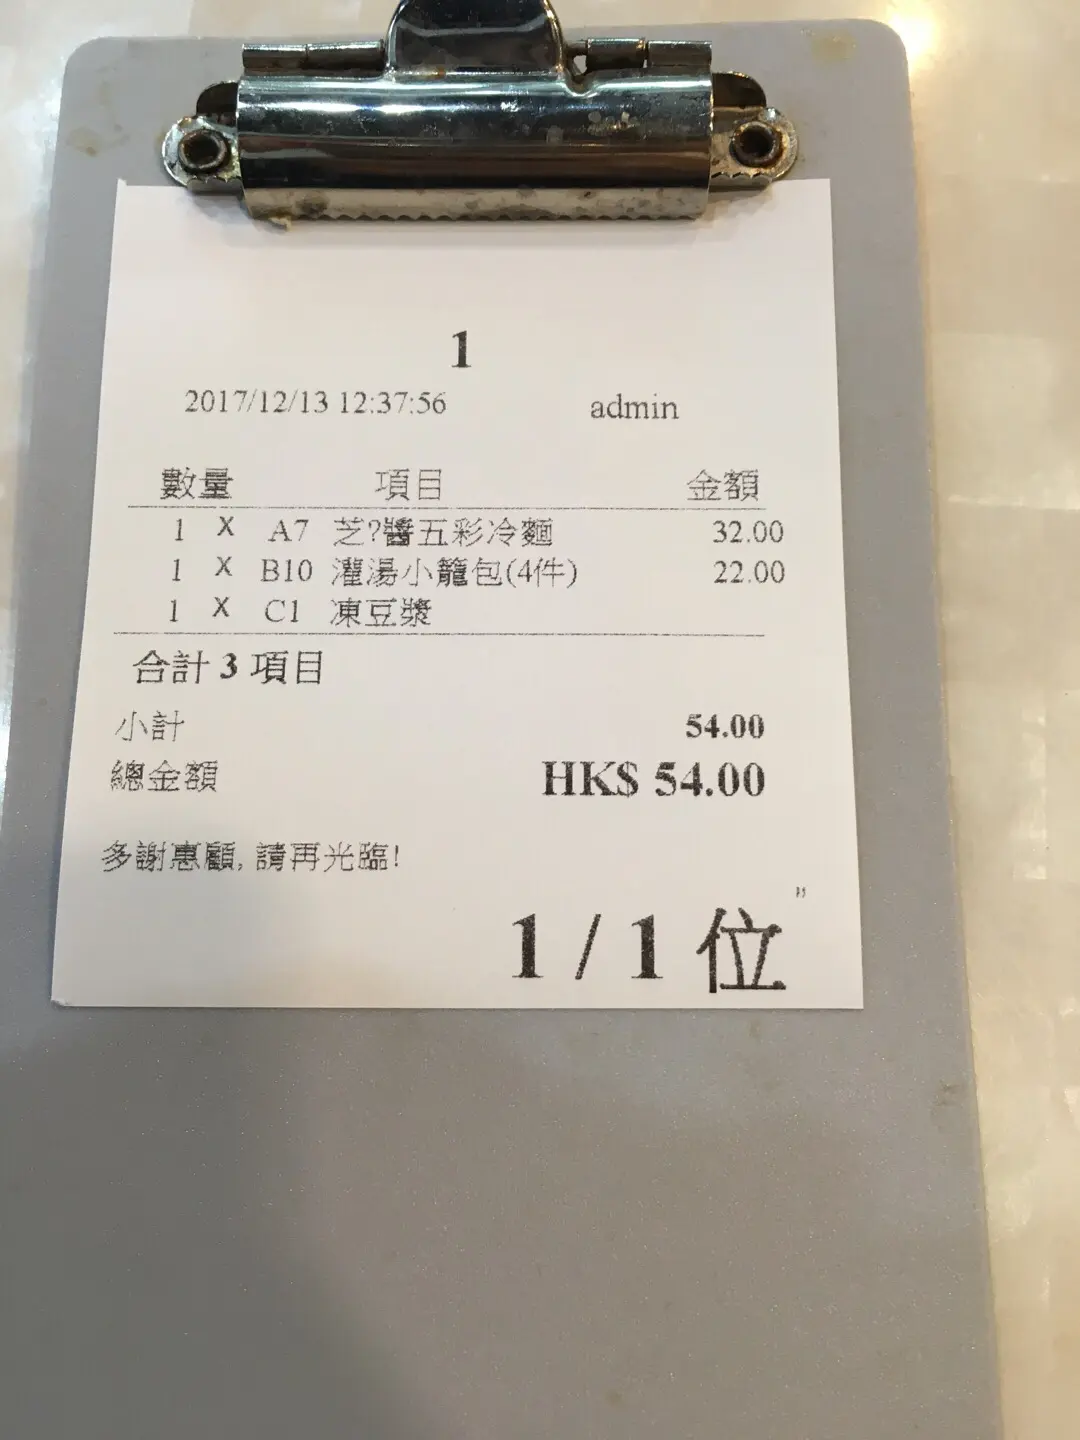 1
2017/12/13 12:37:56 admin
數量 項目 金額
1 X A7 芝?醬五彩冷麵 32.00
1 X B10 灌湯小籠包(4件) 22.00
1 X C1 凍豆漿
合計 3 項目
小計 54.00
總金額 HK$ 54.00
多謝惠顧, 請再光臨!
"
1 / 1 位